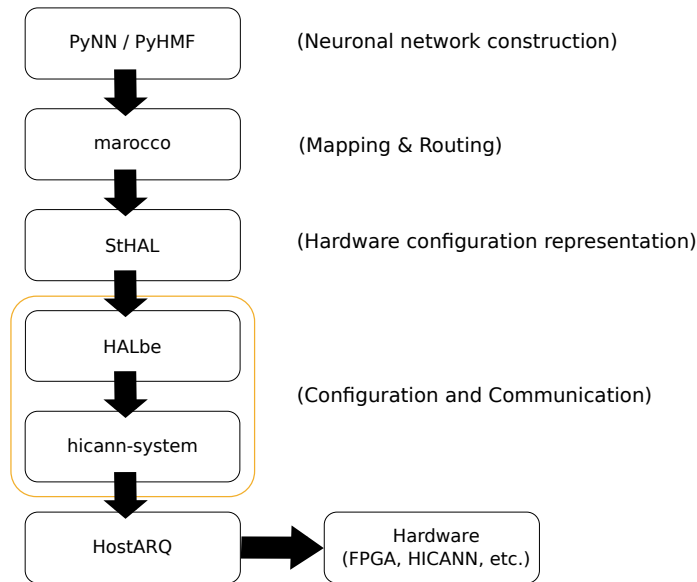 PyNN / PyHMF
(Neuronal network construction)
marocco
(Mapping & Routing)
StHAL
(Hardware configuration representation)
HALbe
(Configuration and Communication)
hicann-system
HostARQ
Hardware
(FPGA, HICANN, etc.)